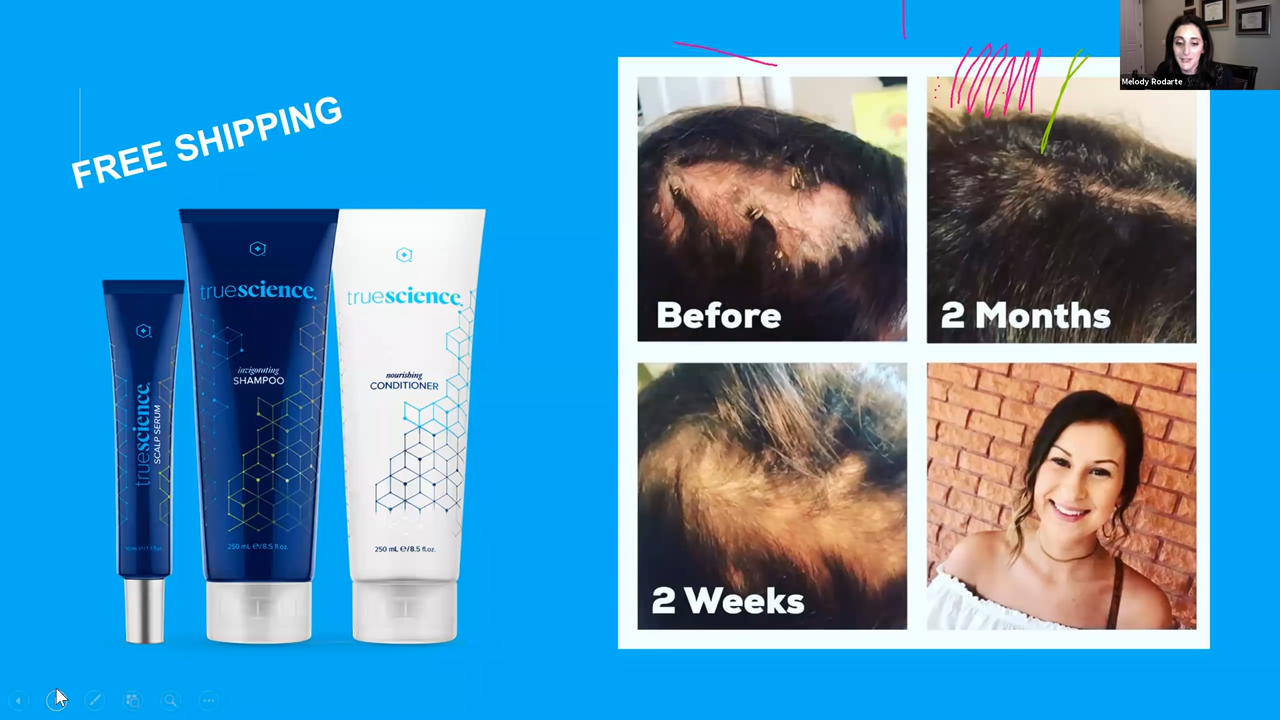 FREE SHIPPING
truescience.
SCALP SERUM
truescience.
invigorating
SHAMPOO
250 mL ℮/8.5 fl.oz.
truescience.
nourishing
CONDITIONER
250 mL ℮/8.5 fl.oz.
Before
2 Months
2 Weeks
Melody Rodarte